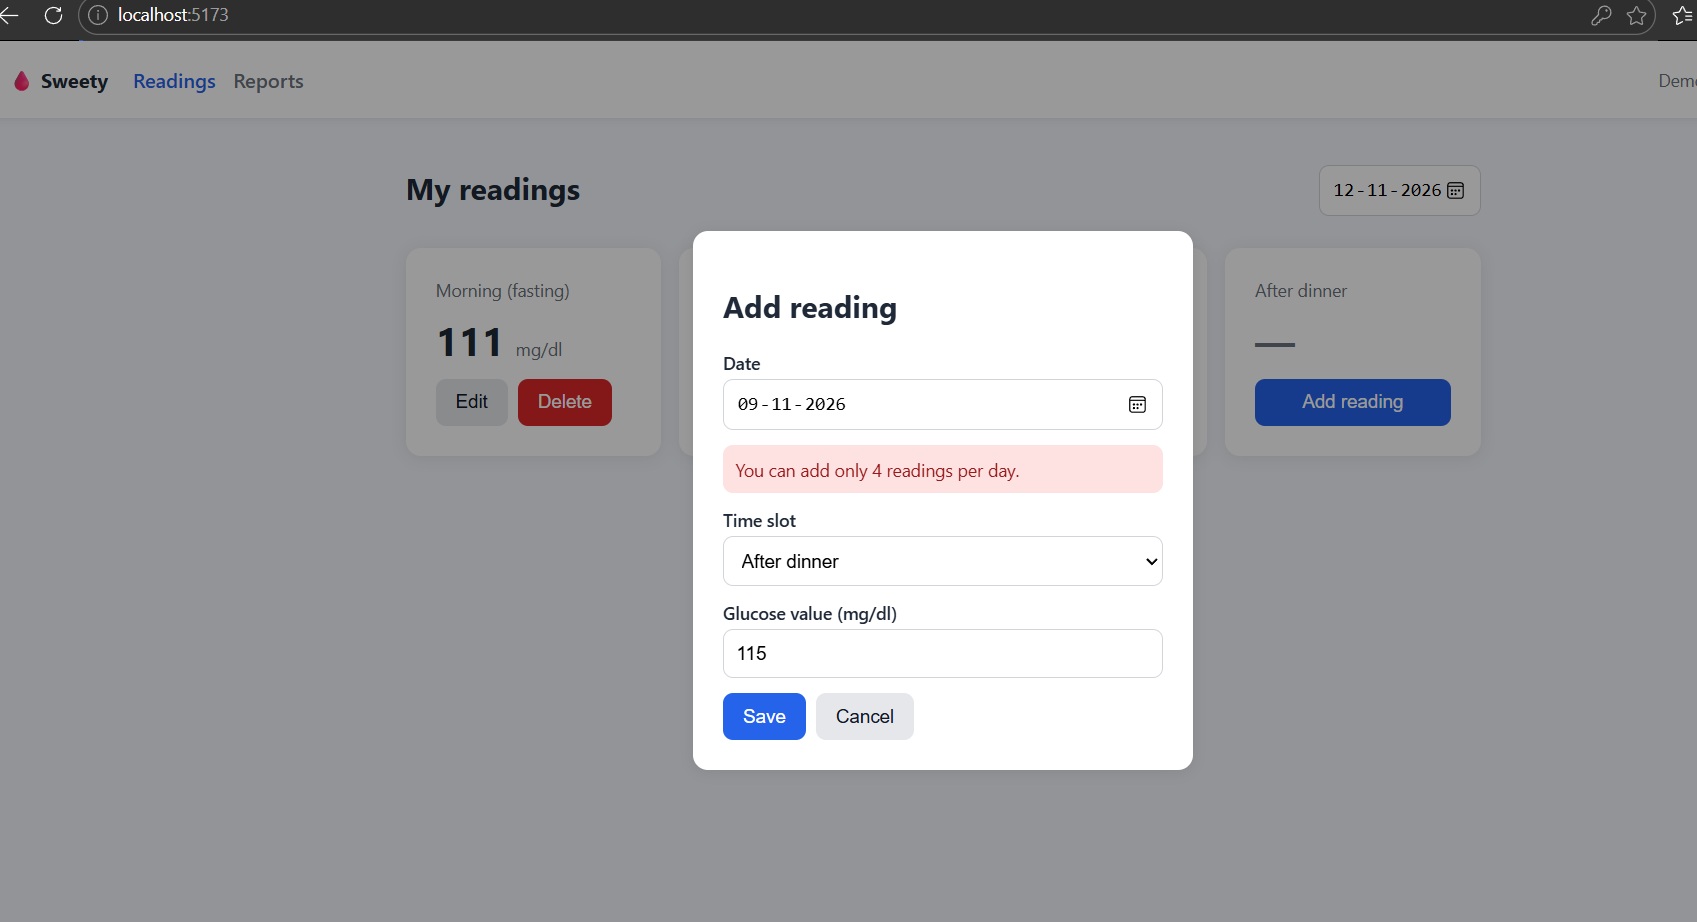 localhost:5173
Sweety Readings Reports Demo
My readings 12-11-2026
Morning (fasting)
111 mg/dl
Edit Delete
Add reading
Date
09-11-2026
You can add only 4 readings per day.
Time slot
After dinner
Glucose value (mg/dl)
115
Save Cancel
After dinner
Add reading